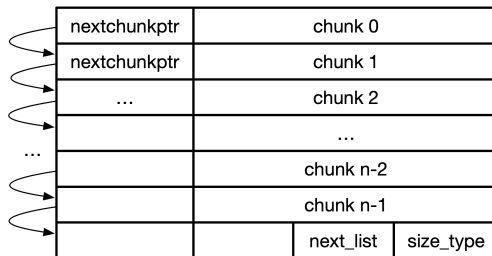 nextchunkptr chunk 0
nextchunkptr chunk 1
... chunk 2
...
...
chunk n-2
chunk n-1
next_list size_type